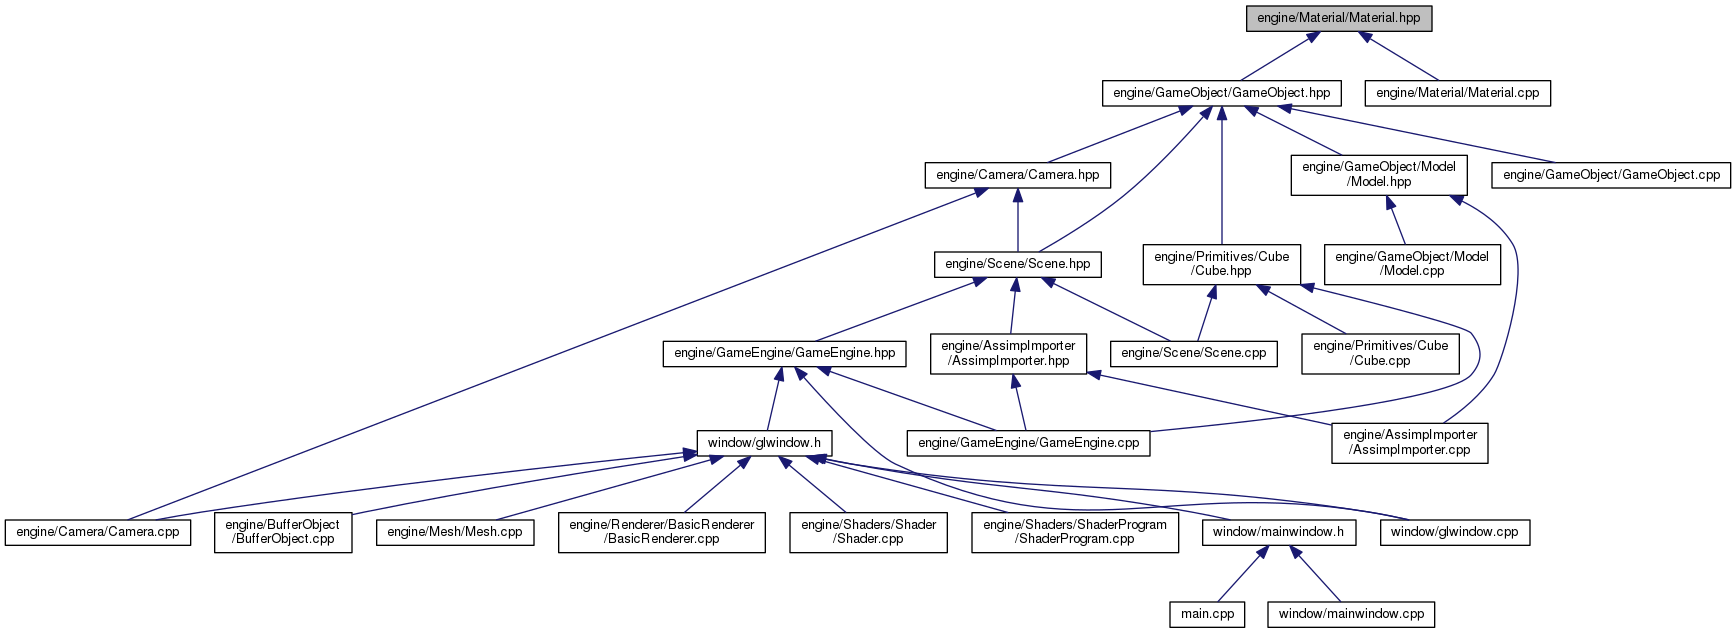 engine/Material/Material.hpp
engine/GameObject/GameObject.hpp
engine/Material/Material.cpp
engine/Camera/Camera.hpp
engine/GameObject/Model
/Model.hpp
engine/GameObject/GameObject.cpp
engine/Scene/Scene.hpp
engine/Primitives/Cube
/Cube.hpp
engine/GameObject/Model
/Model.cpp
engine/GameEngine/GameEngine.hpp
engine/AssimpImporter
/AssimpImporter.hpp
engine/Scene/Scene.cpp
engine/Primitives/Cube
/Cube.cpp
window/glwindow.h
engine/GameEngine/GameEngine.cpp
engine/AssimpImporter
/AssimpImporter.cpp
engine/Camera/Camera.cpp
engine/BufferObject
/BufferObject.cpp
engine/Mesh/Mesh.cpp
engine/Renderer/BasicRenderer
/BasicRenderer.cpp
engine/Shaders/Shader
/Shader.cpp
engine/Shaders/ShaderProgram
/ShaderProgram.cpp
window/mainwindow.h
window/glwindow.cpp
main.cpp
window/mainwindow.cpp